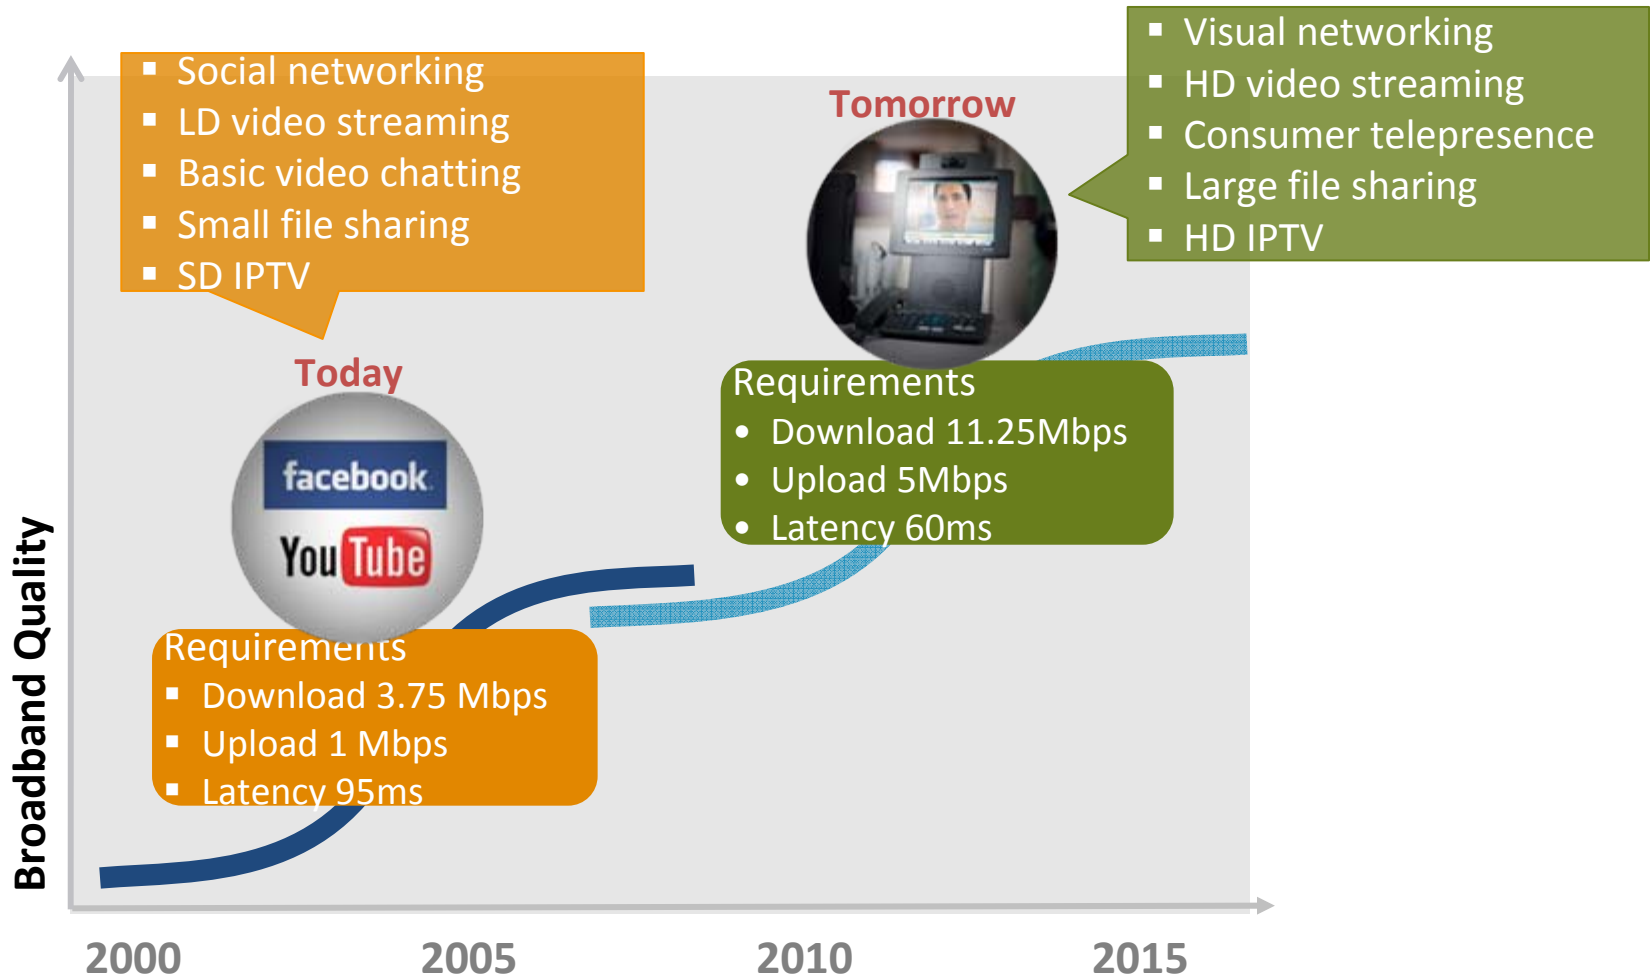 ▪ Social networking
▪ LD video streaming
▪ Basic video chatting
▪ Small file sharing
▪ SD IPTV
Today
facebook
YouTube
Requirements
▪ Download 3.75 Mbps
▪ Upload 1 Mbps
▪ Latency 95ms
Tomorrow
▪ Visual networking
▪ HD video streaming
▪ Consumer telepresence
▪ Large file sharing
▪ HD IPTV
Requirements
• Download 11.25Mbps
• Upload 5Mbps
• Latency 60ms
Broadband Quality
2000 2005 2010 2015